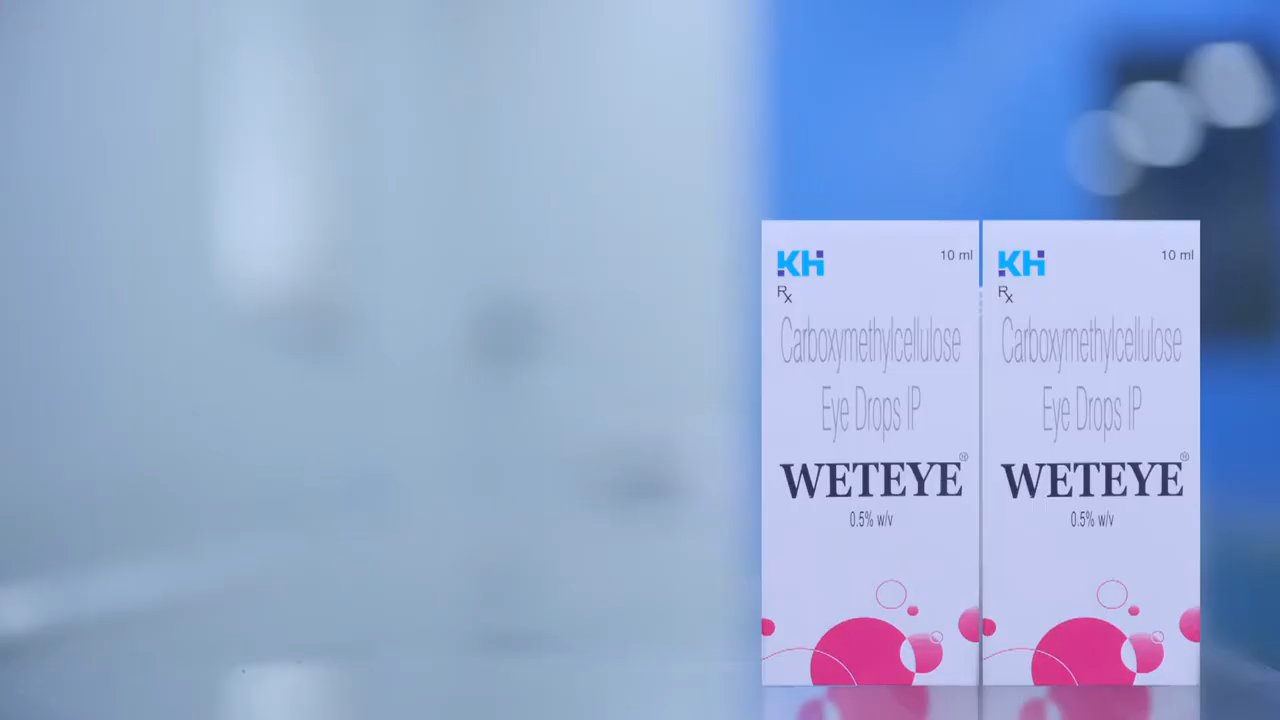 KH
10 ml
Rx
Carboxymethylcellulose
Eye Drops IP
WETEYE®
0.5% w/v
KH
10 ml
Rx
Carboxymethylcellulose
Eye Drops IP
WETEYE®
0.5% w/v